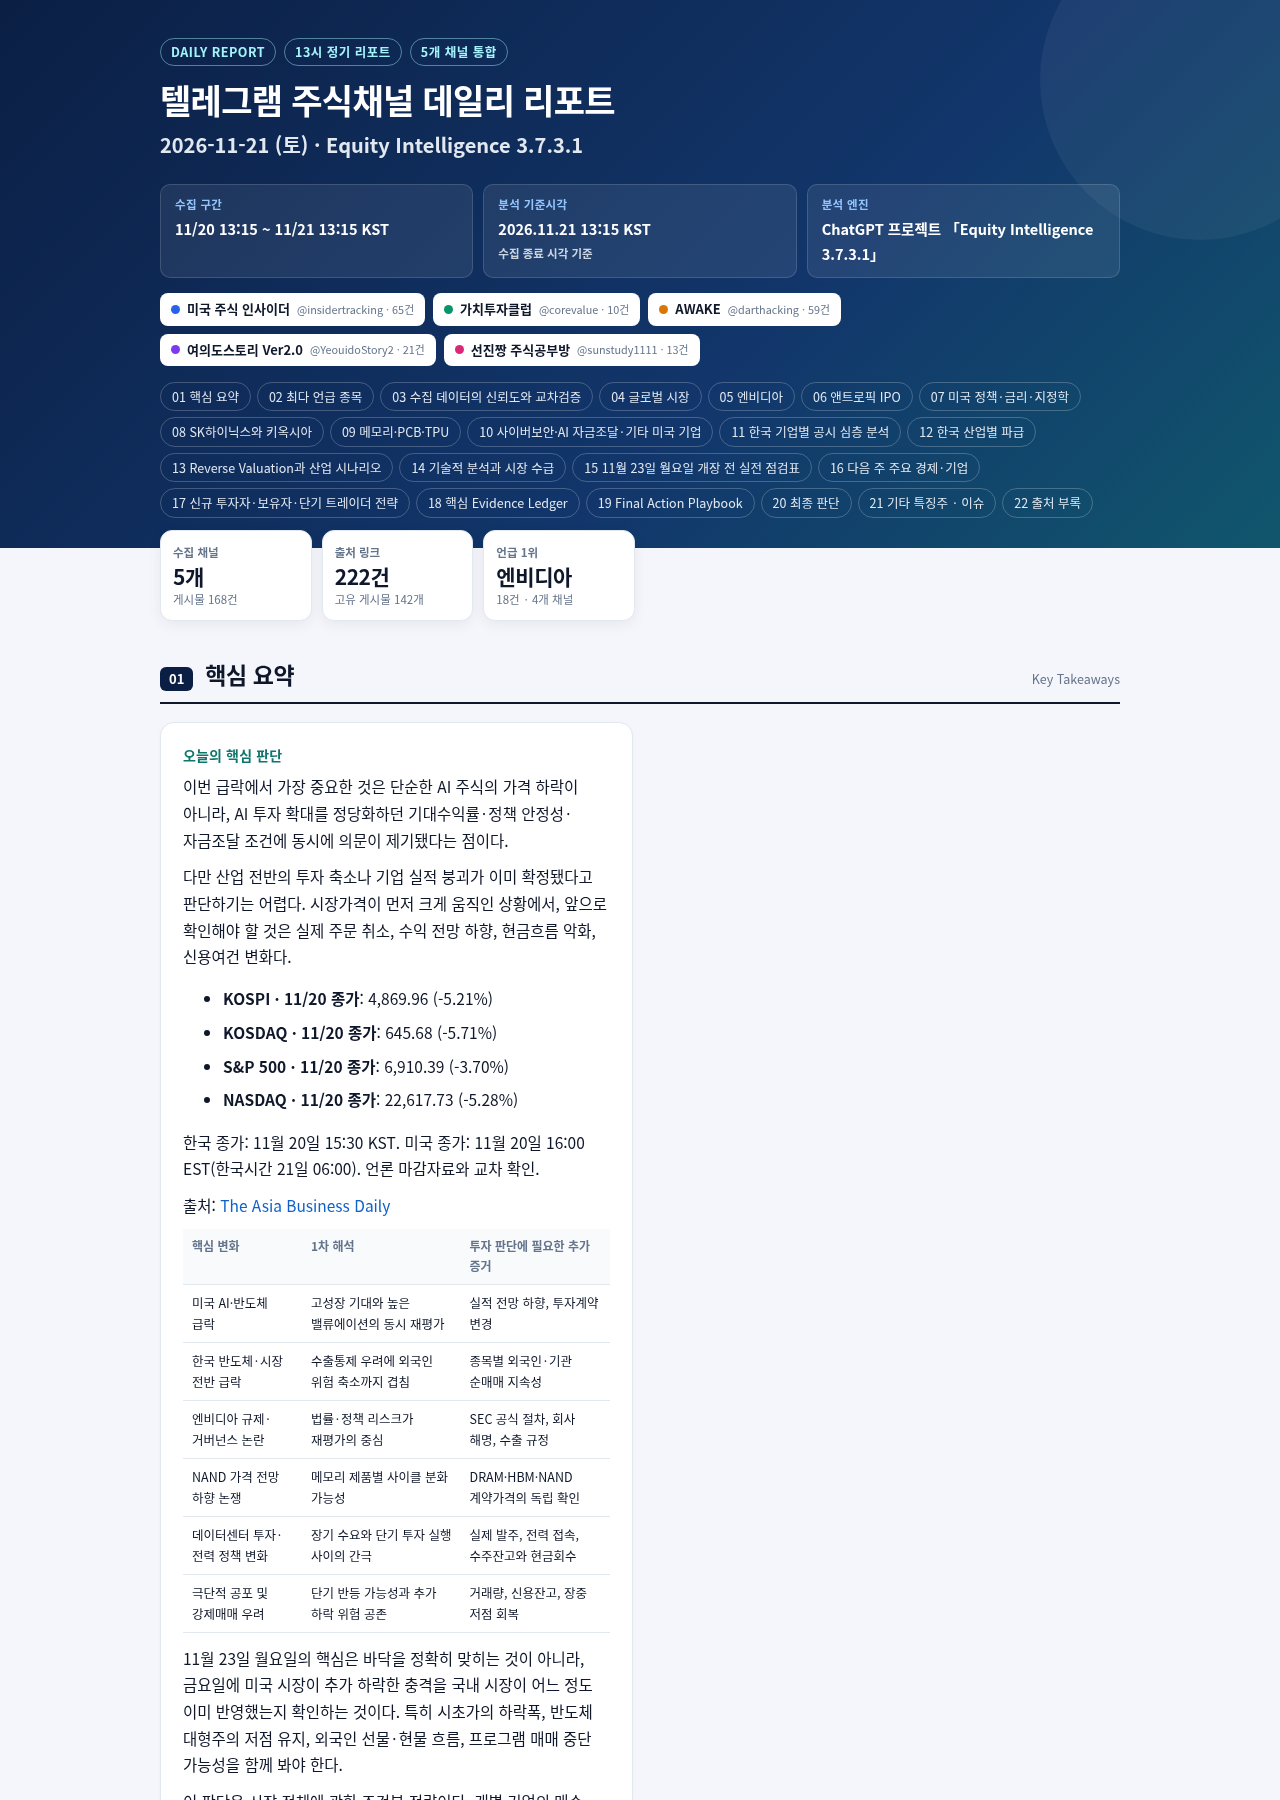 DAILY REPORT
13시 정기 리포트
5개 채널 통합
텔레그램 주식채널 데일리 리포트
2026-11-21 (토) · Equity Intelligence 3.7.3.1
수집 구간
11/20 13:15 ~ 11/21 13:15 KST
분석 기준시각
2026.11.21 13:15 KST
수집 종료 시각 기준
분석 엔진
ChatGPT 프로젝트 「Equity Intelligence
3.7.3.1」
미국 주식 인사이더 @insidertracking · 65건
가치투자클럽 @corevalue · 10건
AWAKE @darthacking · 59건
여의도스토리 Ver2.0 @YeouidoStory2 · 21건
선진짱 주식공부방 @sunstudy1111 · 13건
01 핵심 요약
02 최다 언급 종목
03 수집 데이터의 신뢰도와 교차검증
04 글로벌 시장
05 엔비디아
06 앤트로픽 IPO
07 미국 정책·금리·지정학
08 SK하이닉스와 키옥시아
09 메모리·PCB·TPU
10 사이버보안·AI 자금조달·기타 미국 기업
11 한국 기업별 공시 심층 분석
12 한국 산업별 파급
13 Reverse Valuation과 산업 시나리오
14 기술적 분석과 시장 수급
15 11월 23일 월요일 개장 전 실전 점검표
16 다음 주 주요 경제·기업
17 신규 투자자·보유자·단기 트레이더 전략
18 핵심 Evidence Ledger
19 Final Action Playbook
20 최종 판단
21 기타 특징주 · 이슈
22 출처 부록
수집 채널
5개
게시물 168건
출처 링크
222건
고유 게시물 142개
언급 1위
엔비디아
18건 · 4개 채널
01 핵심 요약
Key Takeaways
오늘의 핵심 판단
이번 급락에서 가장 중요한 것은 단순한 AI 주식의 가격 하락이
아니라, AI 투자 확대를 정당화하던 기대수익률·정책 안정성·
자금조달 조건에 동시에 의문이 제기됐다는 점이다.
다만 산업 전반의 투자 축소나 기업 실적 붕괴가 이미 확정됐다고
판단하기는 어렵다. 시장가격이 먼저 크게 움직인 상황에서, 앞으로
확인해야 할 것은 실제 주문 취소, 수익 전망 하향, 현금흐름 악화,
신용여건 변화다.
• KOSPI · 11/20 종가: 4,869.96 (-5.21%)
• KOSDAQ · 11/20 종가: 645.68 (-5.71%)
• S&P 500 · 11/20 종가: 6,910.39 (-3.70%)
• NASDAQ · 11/20 종가: 22,617.73 (-5.28%)
한국 종가: 11월 20일 15:30 KST. 미국 종가: 11월 20일 16:00
EST(한국시간 21일 06:00). 언론 마감자료와 교차 확인.
출처: The Asia Business Daily
핵심 변화
1차 해석
투자 판단에 필요한 추가
증거
미국 AI·반도체
급락
고성장 기대와 높은
밸류에이션의 동시 재평가
실적 전망 하향, 투자계약
변경
한국 반도체·시장
전반 급락
수출통제 우려에 외국인
위험 축소까지 겹침
종목별 외국인·기관
순매매 지속성
엔비디아 규제·
거버넌스 논란
법률·정책 리스크가
재평가의 중심
SEC 공식 절차, 회사
해명, 수출 규정
NAND 가격 전망
하향 논쟁
메모리 제품별 사이클 분화
가능성
DRAM·HBM·NAND
계약가격의 독립 확인
데이터센터 투자·
전력 정책 변화
장기 수요와 단기 투자 실행
사이의 간극
실제 발주, 전력 접속,
수주잔고와 현금회수
극단적 공포 및
강제매매 우려
단기 반등 가능성과 추가
하락 위험 공존
거래량, 신용잔고, 장중
저점 회복
11월 23일 월요일의 핵심은 바닥을 정확히 맞히는 것이 아니라,
금요일에 미국 시장이 추가 하락한 충격을 국내 시장이 어느 정도
이미 반영했는지 확인하는 것이다. 특히 시초가의 하락폭, 반도체
대형주의 저점 유지, 외국인 선물·현물 흐름, 프로그램 매매 중단
가능성을 함께 봐야 한다.